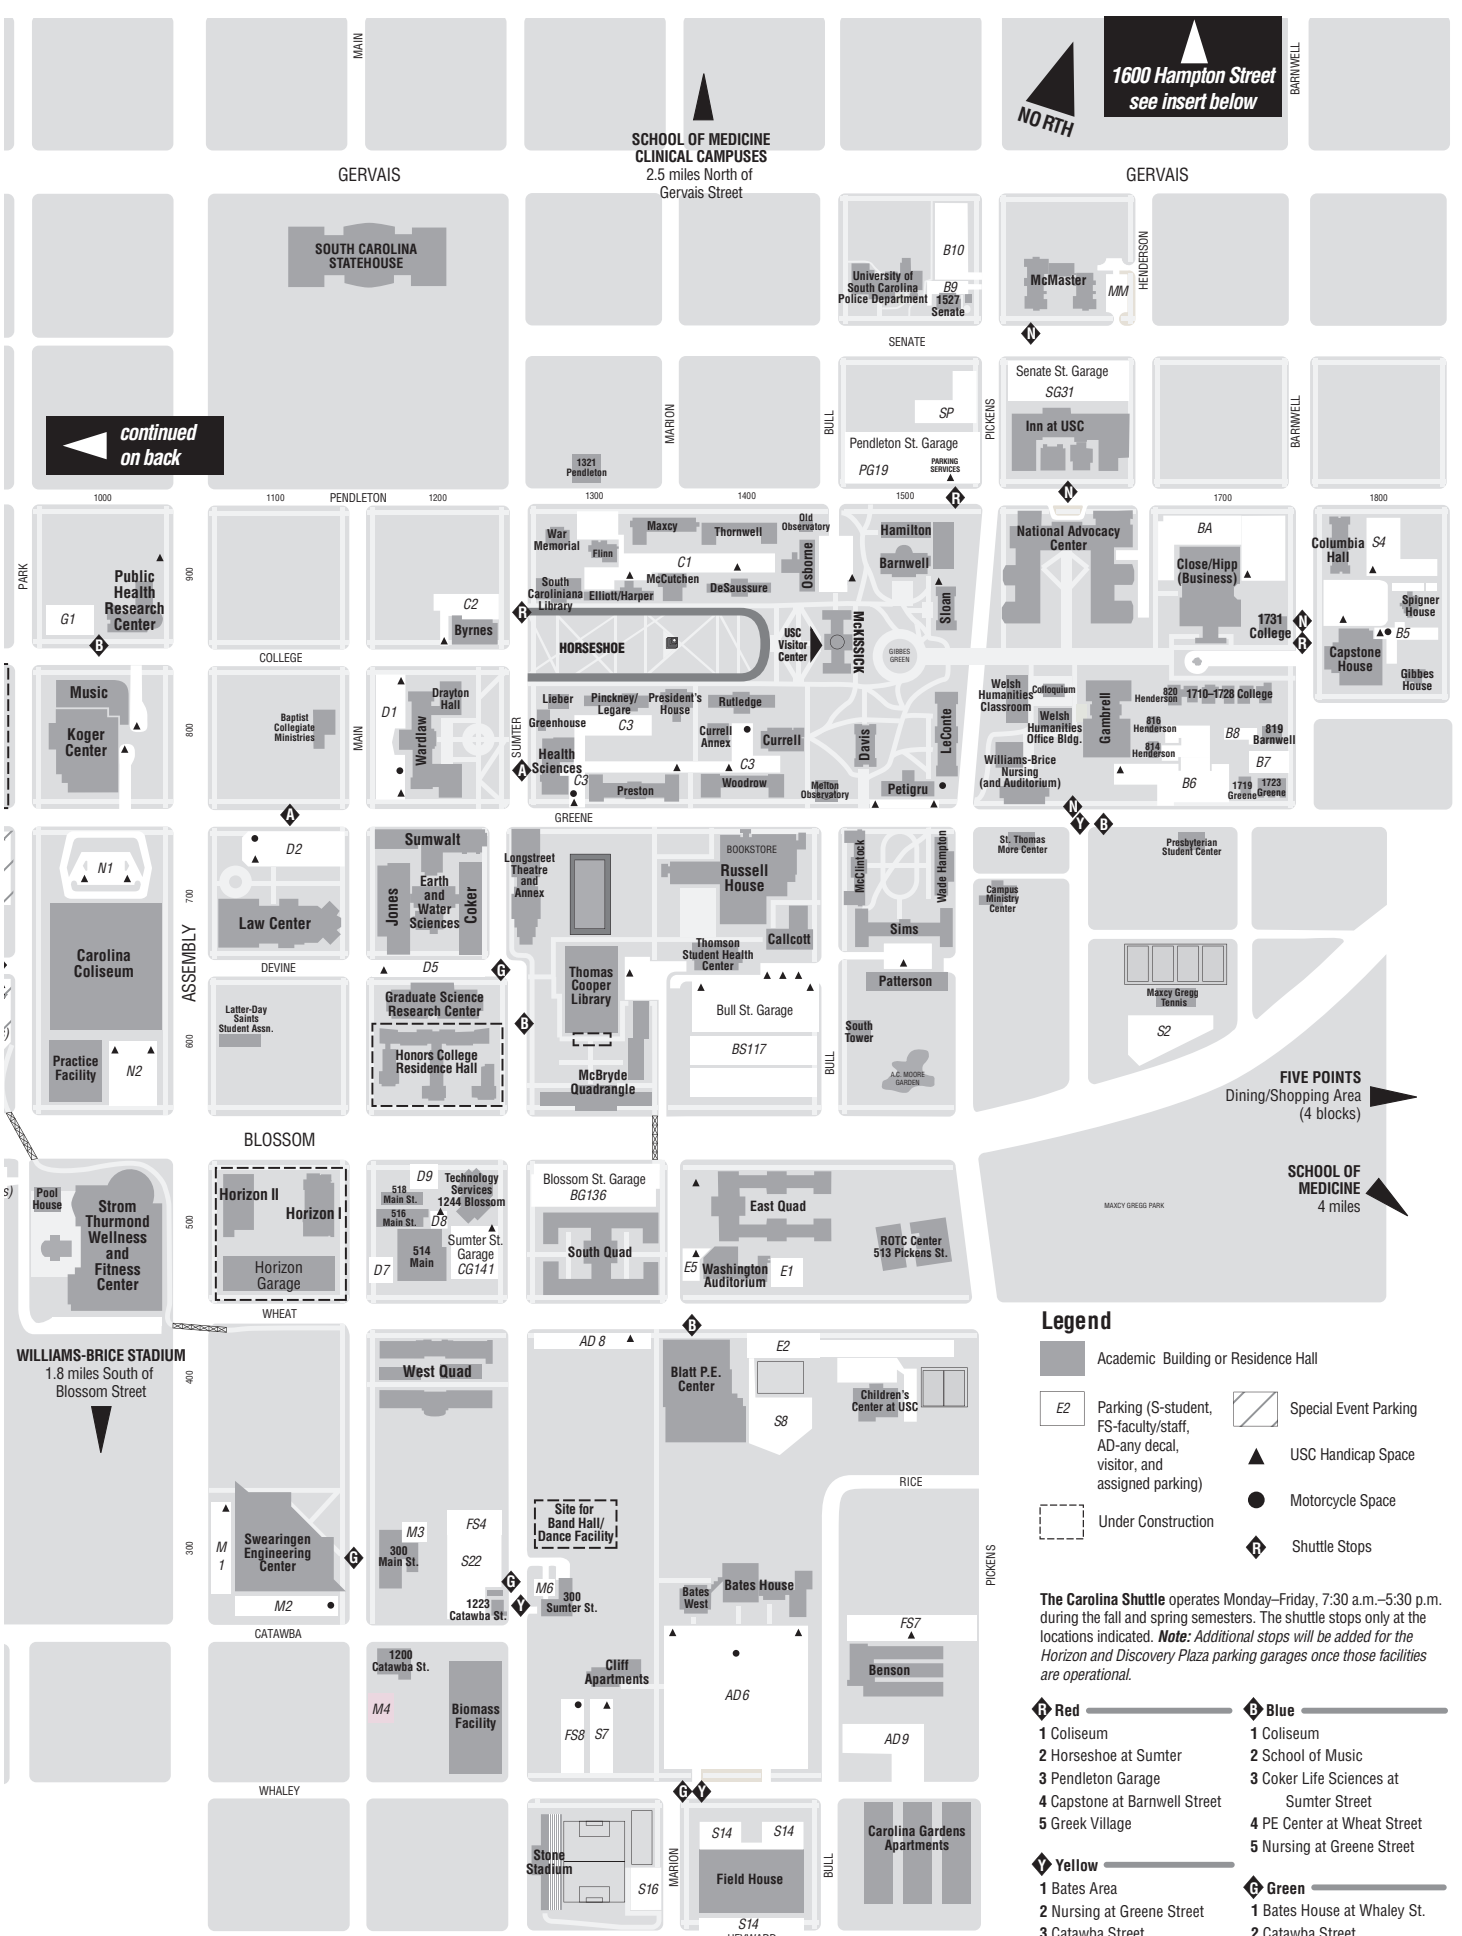 MAIN
1600 Hampton Street
see insert below
BARNWELL
NORTH
SCHOOL OF MEDICINE
CLINICAL CAMPUSES
2.5 miles North of
Gervais Street
GERVAIS
GERVAIS
SOUTH CAROLINA
STATEHOUSE
B10
University of
South Carolina
Police Department
B9
1527
Senate
McMaster
MM
HENDERSON
N
SENATE
continued
on back
MARION
BULL
SP
Pendleton St. Garage
PG19
PARKING
SERVICES
PICKENS
Senate St. Garage
SG31
Inn at USC
BARNWELL
1321
Pendleton
1000
1100
PENDLETON
1200
1300
1400
1500
R
N
1700
1800
PARK
Public
Health
Research
Center
G1
B
900
C2
Byrnes
COLLEGE
War
Memorial
Flinn
Maxcy
Thornwell
Old
Observatory
C1
Osborne
South
Caroliniana
Library
Elliott/Harper
McCutchen
DeSaussure
R
HORSESHOE
USC
Visitor
Center
McKISSICK
Hamilton
Barnwell
Sloan
GIBBES
GREEN
National Advocacy
Center
BA
Close/Hipp
(Business)
1731
College
N
R
Columbia
Hall
S4
Spigner
House
B5
Capstone
House
Gibbes
House
Music
Koger
Center
800
Baptist
Collegiate
Ministries
MAIN
D1
Drayton
Hall
Wardlaw
SUMTER
A
Lieber
Greenhouse
Health
Sciences
C3
Pinckney/
Legare
C3
President's
House
Rutledge
Currell
Annex
Currell
C3
Preston
Woodrow
Melton
Observatory
Davis
LeConte
Petigru
Welsh
Humanities
Classroom
Colloquium
Welsh
Humanities
Office Bldg.
Williams-Brice
Nursing
(and Auditorium)
Gambrell
820
Henderson
1710–1728 College
816
Henderson
814
Henderson
B8
819
Barnwell
B7
B6
1719
Greene
1723
Greene
A
GREENE
N
Y
B
N1
Carolina
Coliseum
ASSEMBLY
700
D2
Law Center
DEVINE
Sumwalt
Jones
Earth
and
Water
Sciences
Coker
D5
G
Longstreet
Theatre
and
Annex
BOOKSTORE
Russell
House
Callcott
Thomson
Student Health
Center
Thomas
Cooper
Library
McClintock
Wade Hampton
Sims
Patterson
St. Thomas
More Center
Presbyterian
Student Center
Campus
Ministry
Center
Maxcy Gregg
Tennis
S2
Practice
Facility
N2
600
Latter-Day
Saints
Student Assn.
Graduate Science
Research Center
Honors College
Residence Hall
B
McBryde
Quadrangle
Bull St. Garage
BS117
BULL
South
Tower
A.C. MOORE
GARDEN
FIVE POINTS
Dining/Shopping Area
(4 blocks)
BLOSSOM
SCHOOL OF
MEDICINE
4 miles
MAXCY GREGG PARK
s)
Pool
House
Strom
Thurmond
Wellness
and
Fitness
Center
500
Horizon II
Horizon I
Horizon
Garage
D9
518
Main St.
516
Main St.
D8
514
Main
D7
Technology
Services
1244 Blossom
Sumter St.
Garage
CG141
Blossom St. Garage
BG136
South Quad
East Quad
E5
Washington
Auditorium
E1
ROTC Center
513 Pickens St.
WHEAT
WILLIAMS-BRICE STADIUM
1.8 miles South of
Blossom Street
400
West Quad
AD 8
B
Blatt P.E.
Center
E2
S8
Children's
Center at USC
RICE
Legend
Academic Building or Residence Hall
E2
Parking (S-student,
FS-faculty/staff,
AD-any decal,
visitor, and
assigned parking)
Special Event Parking
USC Handicap Space
Motorcycle Space
Under Construction
R
Shuttle Stops
300
M
1
Swearingen
Engineering
Center
M2
G
300
Main St.
M3
FS4
S22
1223
Catawba St.
G
Y
Site for
Band Hall/
Dance Facility
M6
300
Sumter St.
Bates
West
Bates House
PICKENS
CATAWBA
1200
Catawba St.
M4
Biomass
Facility
Cliff
Apartments
FS8
S7
AD6
FS7
Benson
AD9
The Carolina Shuttle operates Monday–Friday, 7:30 a.m.–5:30 p.m.
during the fall and spring semesters. The shuttle stops only at the
locations indicated. Note: Additional stops will be added for the
Horizon and Discovery Plaza parking garages once those facilities
are operational.
WHALEY
G
Y
Stone
Stadium
S16
MARION
S14
S14
Field House
S14
BULL
Carolina Gardens
Apartments
R Red
1 Coliseum
2 Horseshoe at Sumter
3 Pendleton Garage
4 Capstone at Barnwell Street
5 Greek Village
B Blue
1 Coliseum
2 School of Music
3 Coker Life Sciences at
Sumter Street
4 PE Center at Wheat Street
5 Nursing at Greene Street
Y Yellow
1 Bates Area
2 Nursing at Greene Street
3 Catawba Street
G Green
1 Bates House at Whaley St.
2 Catawba Street